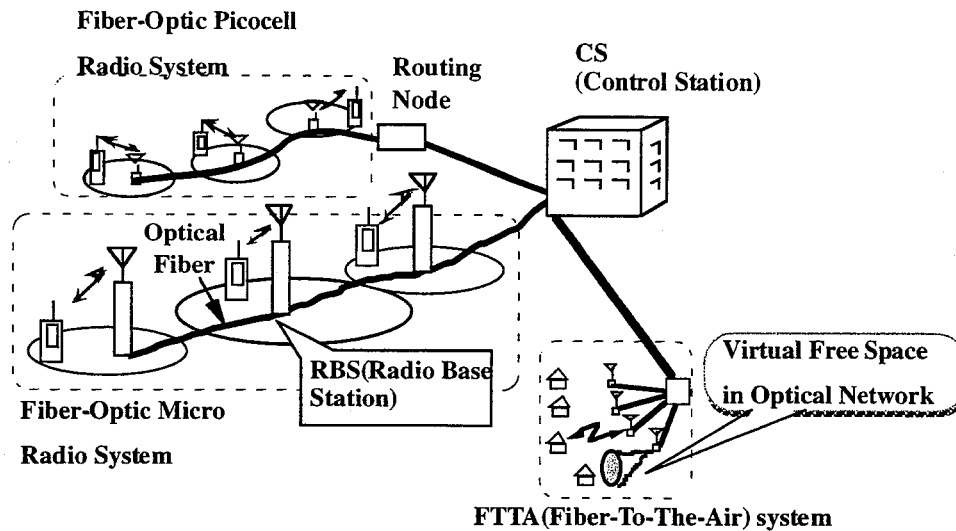 Fiber-Optic Picocell
Radio System
Routing
Node
CS
(Control Station)
Optical
Fiber
RBS(Radio Base
Station)
Fiber-Optic Micro
Radio System
Virtual Free Space
in Optical Network
FTTA(Fiber-To-The-Air) system